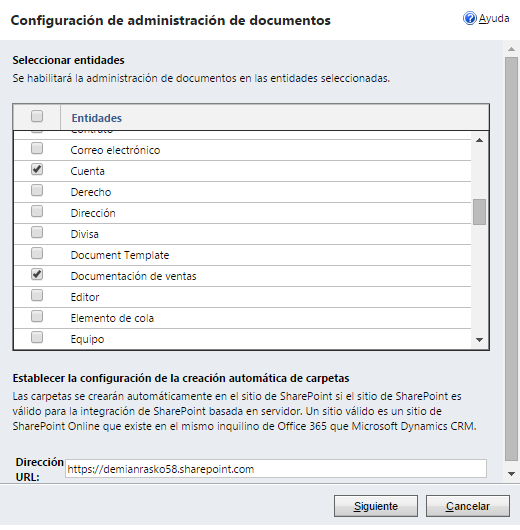 Configuración de administración de documentos
Ayuda
Seleccionar entidades
Se habilitará la administración de documentos en las entidades seleccionadas.
Entidades
Contrato
Correo electrónico
Cuenta
Derecho
Dirección
Divisa
Document Template
Documentación de ventas
Editor
Elemento de cola
Equipo
Establecer la configuración de la creación automática de carpetas
Las carpetas se crearán automáticamente en el sitio de SharePoint si el sitio de SharePoint es
válido para la integración de SharePoint basada en servidor. Un sitio válido es un sitio de
SharePoint Online que existe en el mismo inquilino de Office 365 que Microsoft Dynamics CRM.
Dirección
URL:
https://demianrasko58.sharepoint.com
Siguiente
Cancelar